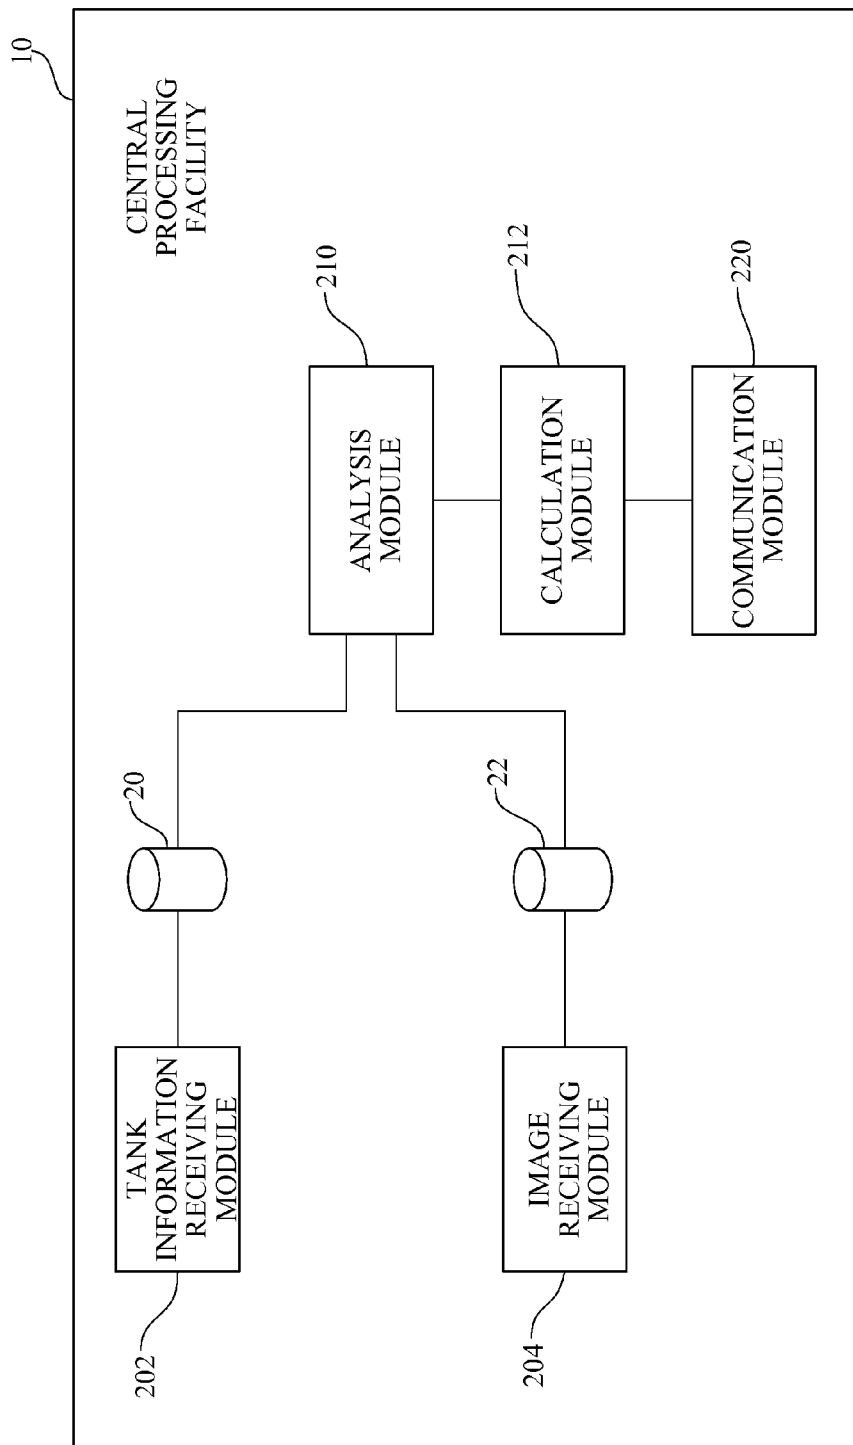 10
CENTRAL
PROCESSING
FACILITY
TANK
INFORMATION
RECEIVING
MODULE
202
20
ANALYSIS
MODULE
210
CALCULATION
MODULE
212
COMMUNICATION
MODULE
220
IMAGE
RECEIVING
MODULE
204
22